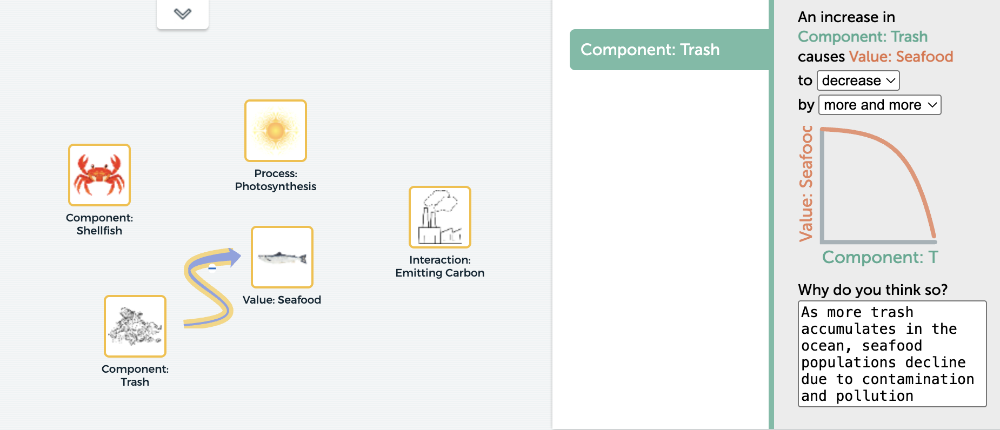 Process:
Photosynthesis
Component:
Shellfish
Interaction:
Emitting Carbon
Value: Seafood
Component:
Trash
Component: Trash
An increase in
Component: Trash
causes Value: Seafood
to decrease
by more and more
Value: Seafooc
Component: T
Why do you think so?
As more trash
accumulates in the
ocean, seafood
populations decline
due to contamination
and pollution